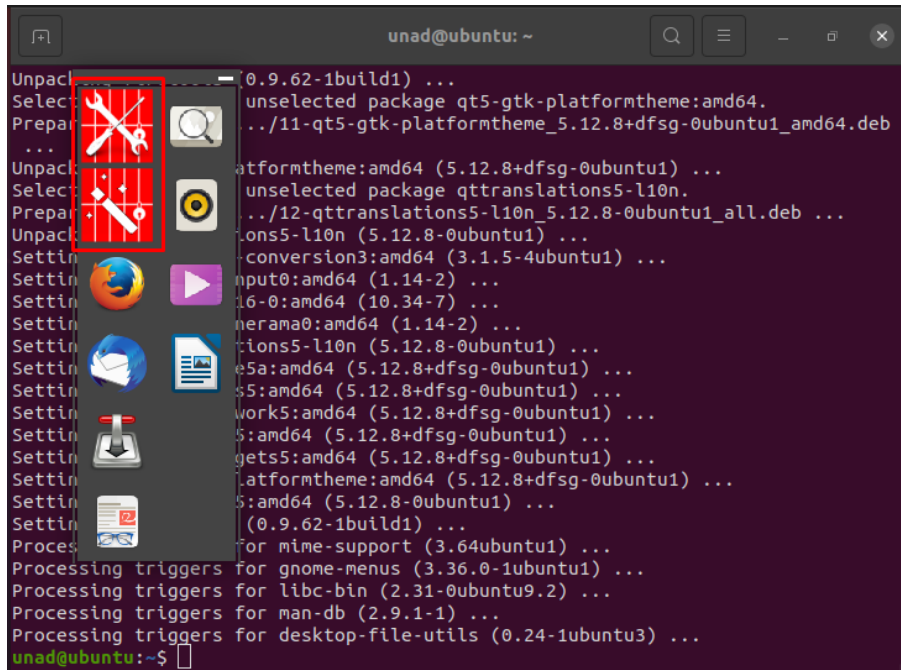 unad@ubuntu: ~
Unpac (0.9.62-1build1) ...
Select unselected package qt5-gtk-platformtheme:amd64.
Prepar .../11-qt5-gtk-platformtheme_5.12.8+dfsg-0ubuntu1_amd64.deb
...
Unpack atformtheme:amd64 (5.12.8+dfsg-0ubuntu1) ...
Select unselected package qttranslations5-l10n.
Prepar .../12-qttranslations5-l10n_5.12.8-0ubuntu1_all.deb ...
Unpack ons5-l10n (5.12.8-0ubuntu1) ...
Settin -conversion3:amd64 (3.1.5-4ubuntu1) ...
Settin nput0:amd64 (1.14-2) ...
Settin 16-0:amd64 (10.34-7) ...
Settin nerama0:amd64 (1.14-2) ...
Settin ions5-l10n (5.12.8-0ubuntu1) ...
Settin e5a:amd64 (5.12.8+dfsg-0ubuntu1) ...
Settin s5:amd64 (5.12.8+dfsg-0ubuntu1) ...
Settin work5:amd64 (5.12.8+dfsg-0ubuntu1) ...
Settin 5:amd64 (5.12.8+dfsg-0ubuntu1) ...
Settin gets5:amd64 (5.12.8+dfsg-0ubuntu1) ...
Settin atformtheme:amd64 (5.12.8+dfsg-0ubuntu1) ...
Settin 5:amd64 (5.12.8-0ubuntu1) ...
Settin (0.9.62-1build1) ...
Proces for mime-support (3.64ubuntu1) ...
Processing triggers for gnome-menus (3.36.0-1ubuntu1) ...
Processing triggers for libc-bin (2.31-0ubuntu9.2) ...
Processing triggers for man-db (2.9.1-1) ...
Processing triggers for desktop-file-utils (0.24-1ubuntu3) ...
unad@ubuntu:~$